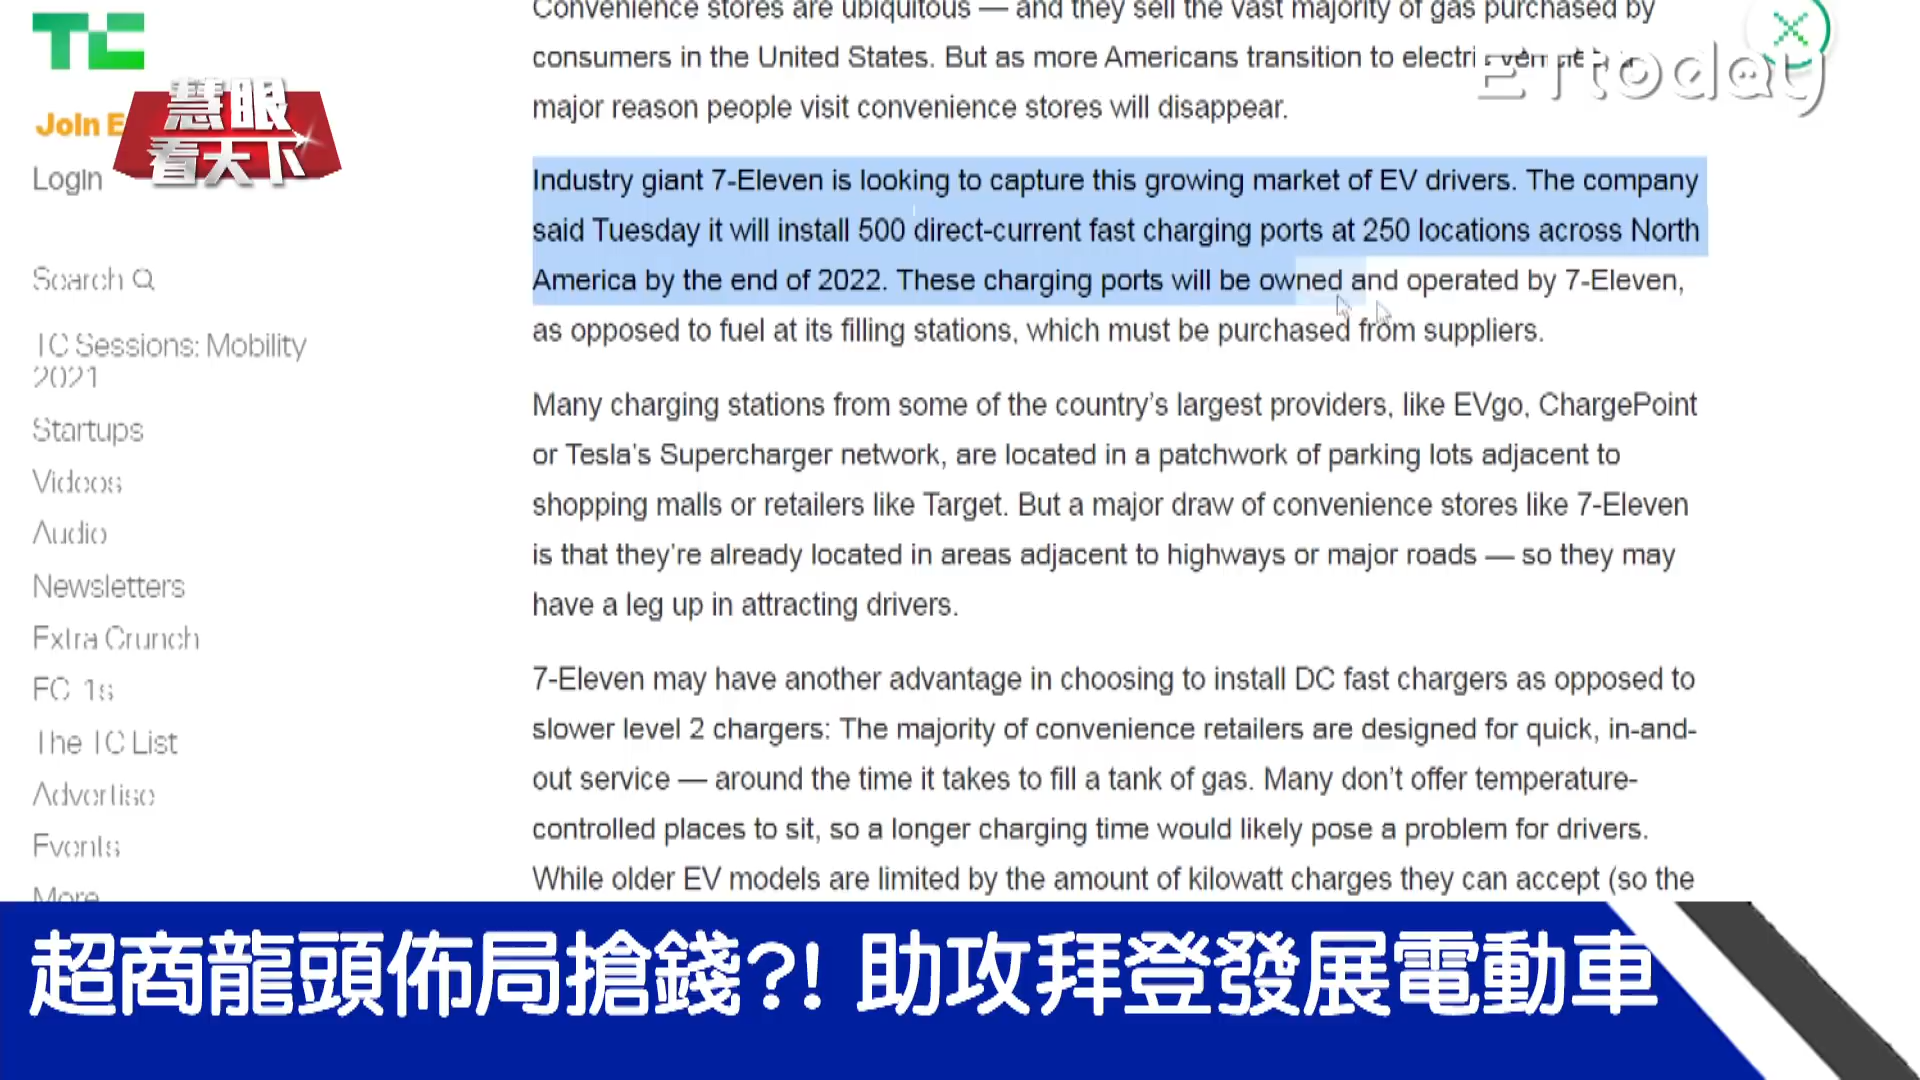 TC
慧眼
看天下
Join E
Login
Search
TC Sessions: Mobility
2021
Startups
Videos
Audio
Newsletters
Extra Crunch
The TC List
Advertise
Events
More
ETtoday
Convenience stores are ubiquitous — and they sell the vast majority of gas purchased by
consumers in the United States. But as more Americans transition to electri
major reason people visit convenience stores will disappear.
Industry giant 7-Eleven is looking to capture this growing market of EV drivers. The company
said Tuesday it will install 500 direct-current fast charging ports at 250 locations across North
America by the end of 2022. These charging ports will be owned and operated by 7-Eleven,
as opposed to fuel at its filling stations, which must be purchased from suppliers.
Many charging stations from some of the country’s largest providers, like EVgo, ChargePoint
or Tesla’s Supercharger network, are located in a patchwork of parking lots adjacent to
shopping malls or retailers like Target. But a major draw of convenience stores like 7-Eleven
is that they’re already located in areas adjacent to highways or major roads — so they may
have a leg up in attracting drivers.
7-Eleven may have another advantage in choosing to install DC fast chargers as opposed to
slower level 2 chargers: The majority of convenience retailers are designed for quick, in-and-
out service — around the time it takes to fill a tank of gas. Many don’t offer temperature-
controlled places to sit, so a longer charging time would likely pose a problem for drivers.
While older EV models are limited by the amount of kilowatt charges they can accept (so the
超商龍頭佈局搶錢?! 助攻拜登發展電動車